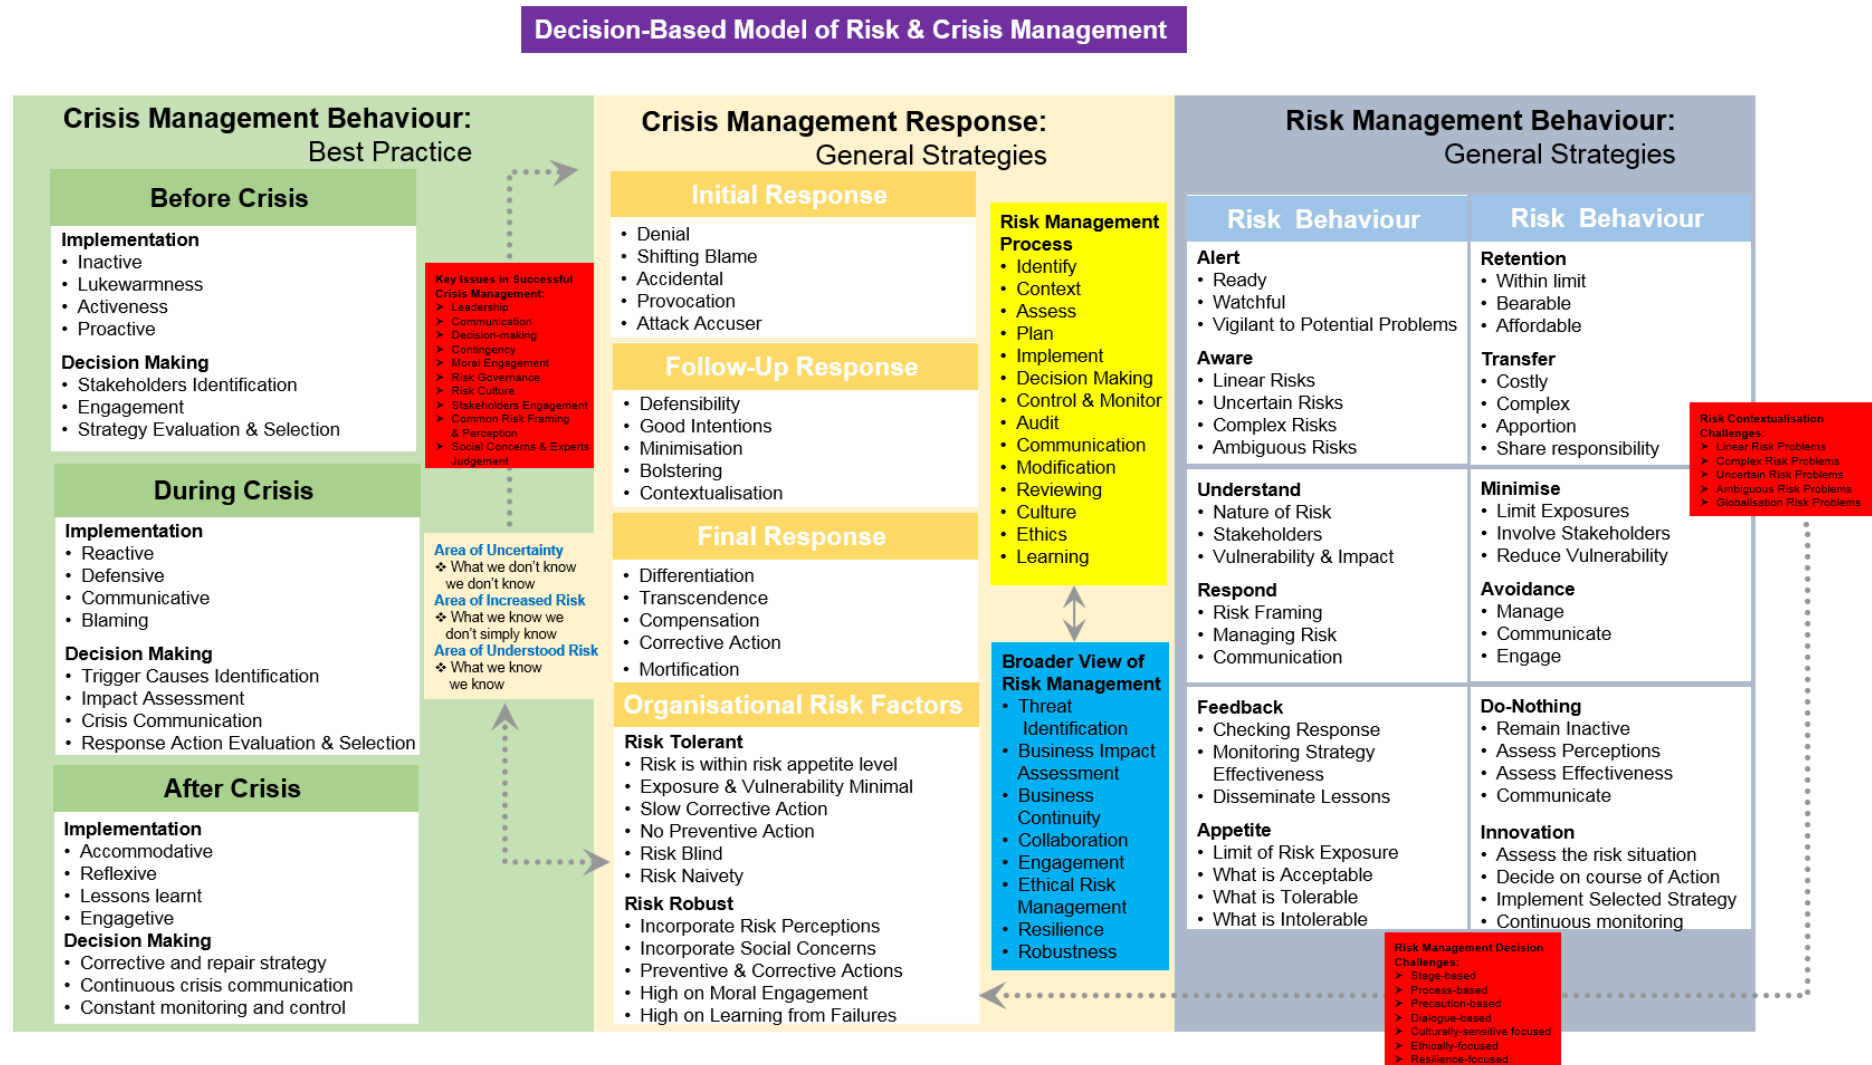 Decision-Based Model of Risk & Crisis Management
Crisis Management Behaviour:
Best Practice
Before Crisis
Implementation
• Inactive
• Lukewarmness
• Activeness
• Proactive
Decision Making
• Stakeholders Identification
• Engagement
• Strategy Evaluation & Selection
During Crisis
Implementation
• Reactive
• Defensive
• Communicative
• Blaming
Decision Making
• Trigger Causes Identification
• Impact Assessment
• Crisis Communication
• Response Action Evaluation & Selection
After Crisis
Implementation
• Accommodative
• Reflexive
• Lessons learnt
• Engagetive
Decision Making
• Corrective and repair strategy
• Continuous crisis communication
• Constant monitoring and control
Key Issues in Successful
Crisis Management:
➢ Leadership
➢ Communication
➢ Decision-making
➢ Contingency
➢ Moral Engagement
➢ Risk Governance
➢ Risk Culture
➢ Stakeholders Engagement
➢ Common Risk Framing
& Perception
➢ Social Concerns & Experts
Judgement
Area of Uncertainty
❖ What we don't know
we don't know
Area of Increased Risk
❖ What we know we
don't simply know
Area of Understood Risk
❖ What we know
we know
Crisis Management Response:
General Strategies
Initial Response
• Denial
• Shifting Blame
• Accidental
• Provocation
• Attack Accuser
Follow-Up Response
• Defensibility
• Good Intentions
• Minimisation
• Bolstering
• Contextualisation
Final Response
• Differentiation
• Transcendence
• Compensation
• Corrective Action
• Mortification
Organisational Risk Factors
Risk Tolerant
• Risk is within risk appetite level
• Exposure & Vulnerability Minimal
• Slow Corrective Action
• No Preventive Action
• Risk Blind
• Risk Naivety
Risk Robust
• Incorporate Risk Perceptions
• Incorporate Social Concerns
• Preventive & Corrective Actions
• High on Moral Engagement
• High on Learning from Failures
Risk Management
Process
• Identify
• Context
• Assess
• Plan
• Implement
• Decision Making
• Control & Monitor
• Audit
• Communication
• Modification
• Reviewing
• Culture
• Ethics
• Learning
Broader View of
Risk Management
• Threat
Identification
• Business Impact
Assessment
• Business
Continuity
• Collaboration
• Engagement
• Ethical Risk
Management
• Resilience
• Robustness
Risk Management Behaviour:
General Strategies
Risk Behaviour
Alert
• Ready
• Watchful
• Vigilant to Potential Problems
Aware
• Linear Risks
• Uncertain Risks
• Complex Risks
• Ambiguous Risks
Understand
• Nature of Risk
• Stakeholders
• Vulnerability & Impact
Respond
• Risk Framing
• Managing Risk
• Communication
Feedback
• Checking Response
• Monitoring Strategy
Effectiveness
• Disseminate Lessons
Appetite
• Limit of Risk Exposure
• What is Acceptable
• What is Tolerable
• What is Intolerable
Risk Behaviour
Retention
• Within limit
• Bearable
• Affordable
Transfer
• Costly
• Complex
• Apportion
• Share responsibility
Minimise
• Limit Exposures
• Involve Stakeholders
• Reduce Vulnerability
Avoidance
• Manage
• Communicate
• Engage
Do-Nothing
• Remain Inactive
• Assess Perceptions
• Assess Effectiveness
• Communicate
Innovation
• Assess the risk situation
• Decide on course of Action
• Implement Selected Strategy
• Continuous monitoring
Risk Contextualisation
Challenges:
➢ Linear Risk Problems
➢ Complex Risk Problems
➢ Uncertain Risk Problems
➢ Ambiguous Risk Problems
➢ Globalisation Risk Problems
Risk Management Decision
Challenges:
➢ Stage-based
➢ Process-based
➢ Precaution-based
➢ Dialogue-based
➢ Culturally-sensitive focused
➢ Ethically-focused
➢ Resilience-focused